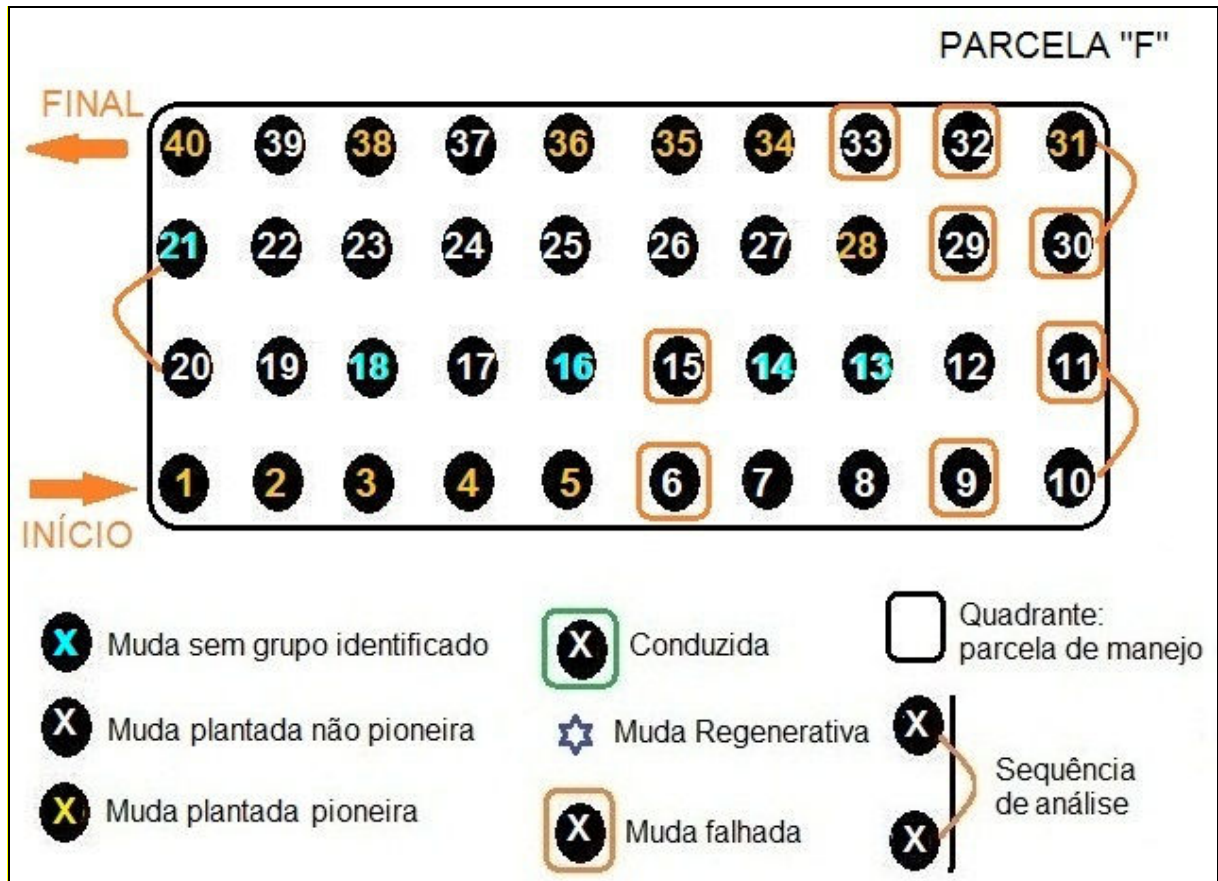 PARCELA "F"
FINAL
40 39 38 37 36 35 34 33 32 31
21 22 23 24 25 26 27 28 29 30
20 19 18 17 16 15 14 13 12 11
1 2 3 4 5 6 7 8 9 10
INÍCIO
X Muda sem grupo identificado
X Muda plantada não pioneira
X Muda plantada pioneira
X Conduzida
Muda Regenerativa
X Muda falhada
Quadrante:
parcela de manejo
X
Sequência
de análise
X